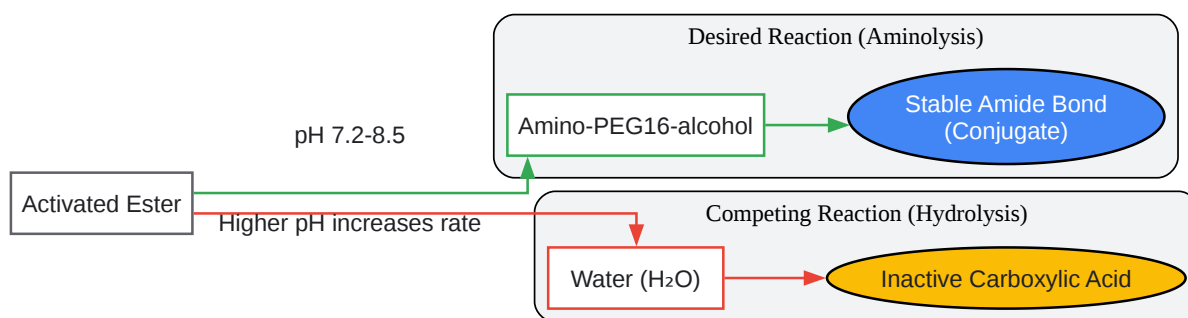 Desired Reaction (Aminolysis)
pH 7.2-8.5
Amino-PEG16-alcohol
Stable Amide Bond
(Conjugate)
Activated Ester
Higher pH increases rate
Competing Reaction (Hydrolysis)
Water (H₂O)
Inactive Carboxylic Acid